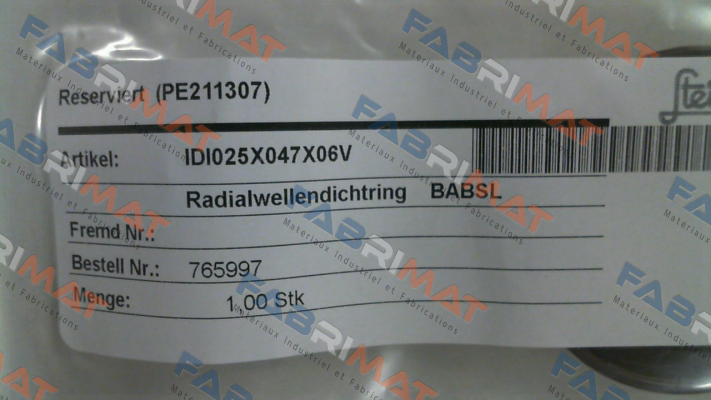 Reserviert (PE211307)
Artikel: IDI025X047X06V
Radialwellendichtring BABSL
Fremd Nr.:
Bestell Nr.: 765997
Menge: 1,00 Stk
FABRIMAT
Materiaux Industriel et Fabrications